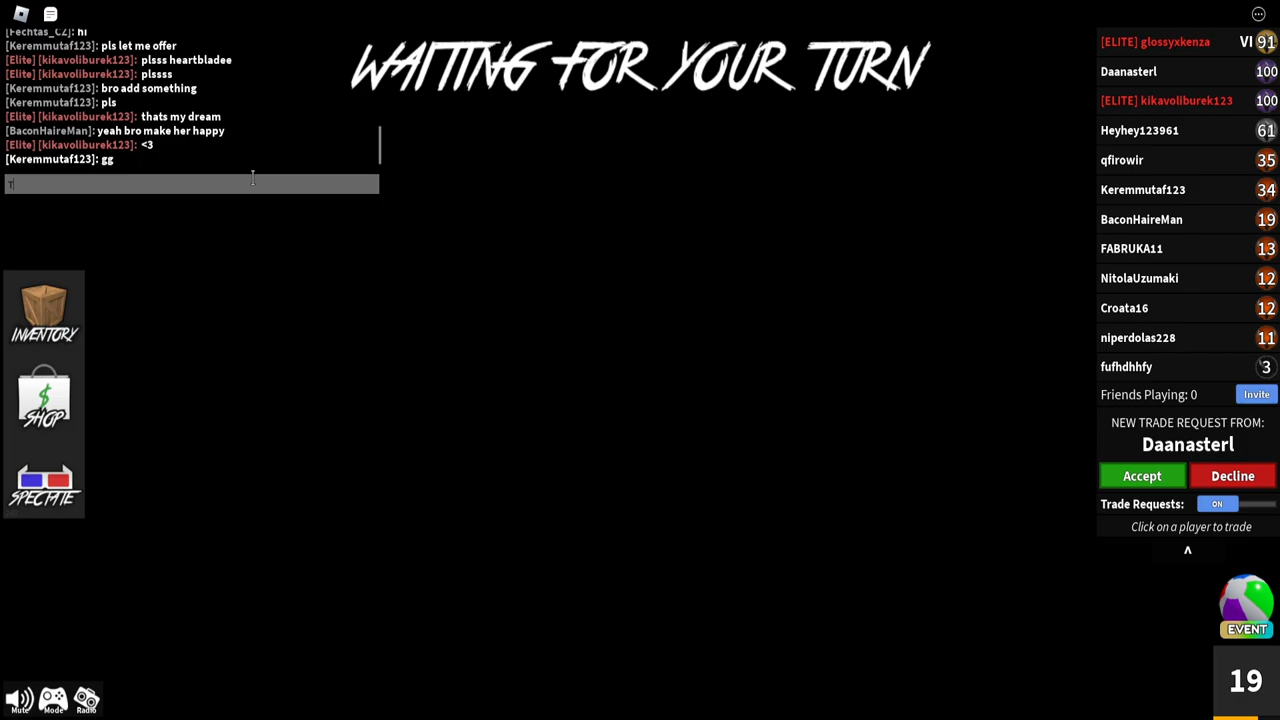 [Fechtas_CZ]: hi
[Keremmutaf123]: pls let me offer
[Elite] [kikavoliburek123]: plsss heartbladee
[Elite] [kikavoliburek123]: plssss
[Keremmutaf123]: bro add something
[Keremmutaf123]: pls
[Elite] [kikavoliburek123]: thats my dream
[BaconHaireMan]: yeah bro make her happy
[Elite] [kikavoliburek123]: <3
[Keremmutaf123]: gg
T
WAITING FOR YOUR TURN
INVENTORY
$
SHOP
SPECTATE
Mute Mode Radio
[ELITE] glossyxkenza VI 91
Daanasterl 100
[ELITE] kikavoliburek123 100
Heyhey123961 61
qfirowir 35
Keremmutaf123 34
BaconHaireMan 19
FABRUKA11 13
NitolaUzumaki 12
Croata16 12
niperdolas228 11
fufhdhhfy 3
Friends Playing: 0 Invite
NEW TRADE REQUEST FROM:
Daanasterl
Accept Decline
Trade Requests: ON
Click on a player to trade
^
EVENT
19